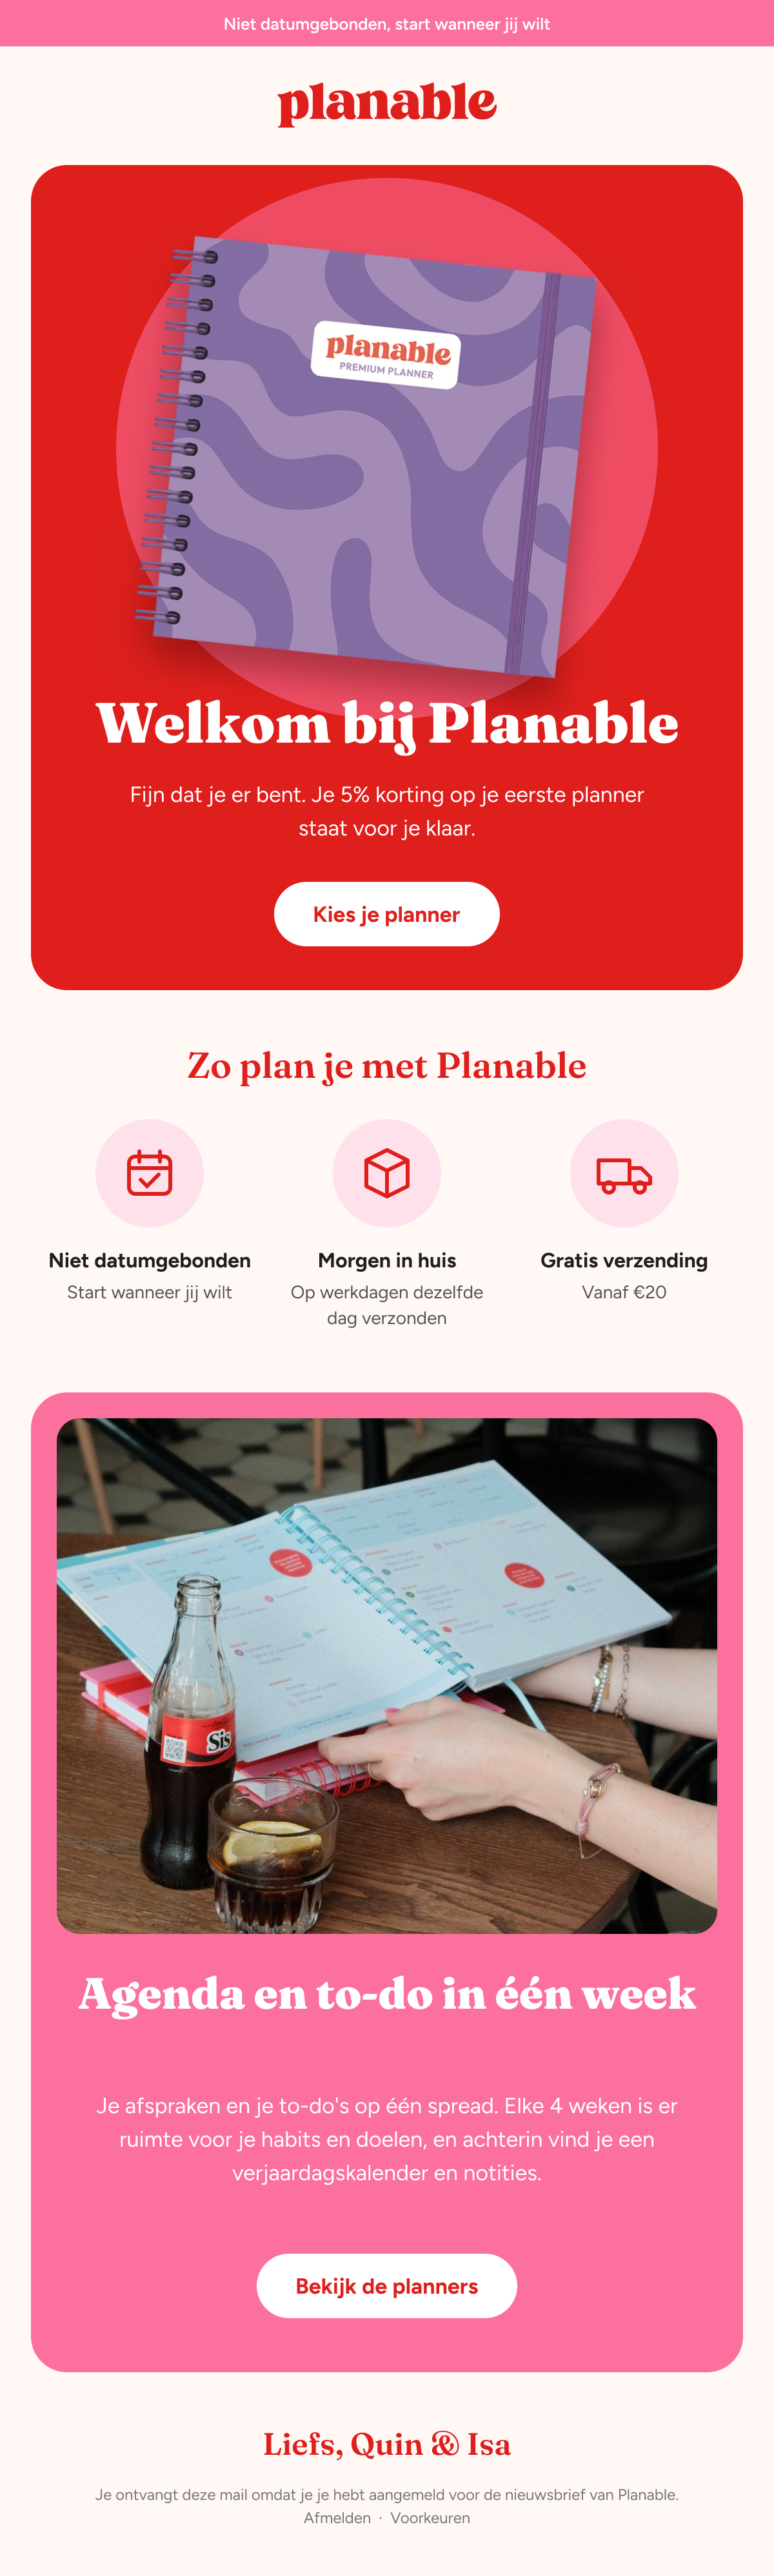 Niet datumgebonden, start wanneer jij wilt
planable
planable
PREMIUM PLANNER
Welkom bij Planable
Fijn dat je er bent. Je 5% korting op je eerste planner
staat voor je klaar.
Kies je planner
Zo plan je met Planable
Niet datumgebonden
Start wanneer jij wilt
Morgen in huis
Op werkdagen dezelfde
dag verzonden
Gratis verzending
Vanaf €20
Sis
Agenda en to-do in één week
Je afspraken en je to-do's op één spread. Elke 4 weken is er
ruimte voor je habits en doelen, en achterin vind je een
verjaardagskalender en notities.
Bekijk de planners
Liefs, Quin & Isa
Je ontvangt deze mail omdat je je hebt aangemeld voor de nieuwsbrief van Planable.
Afmelden · Voorkeuren